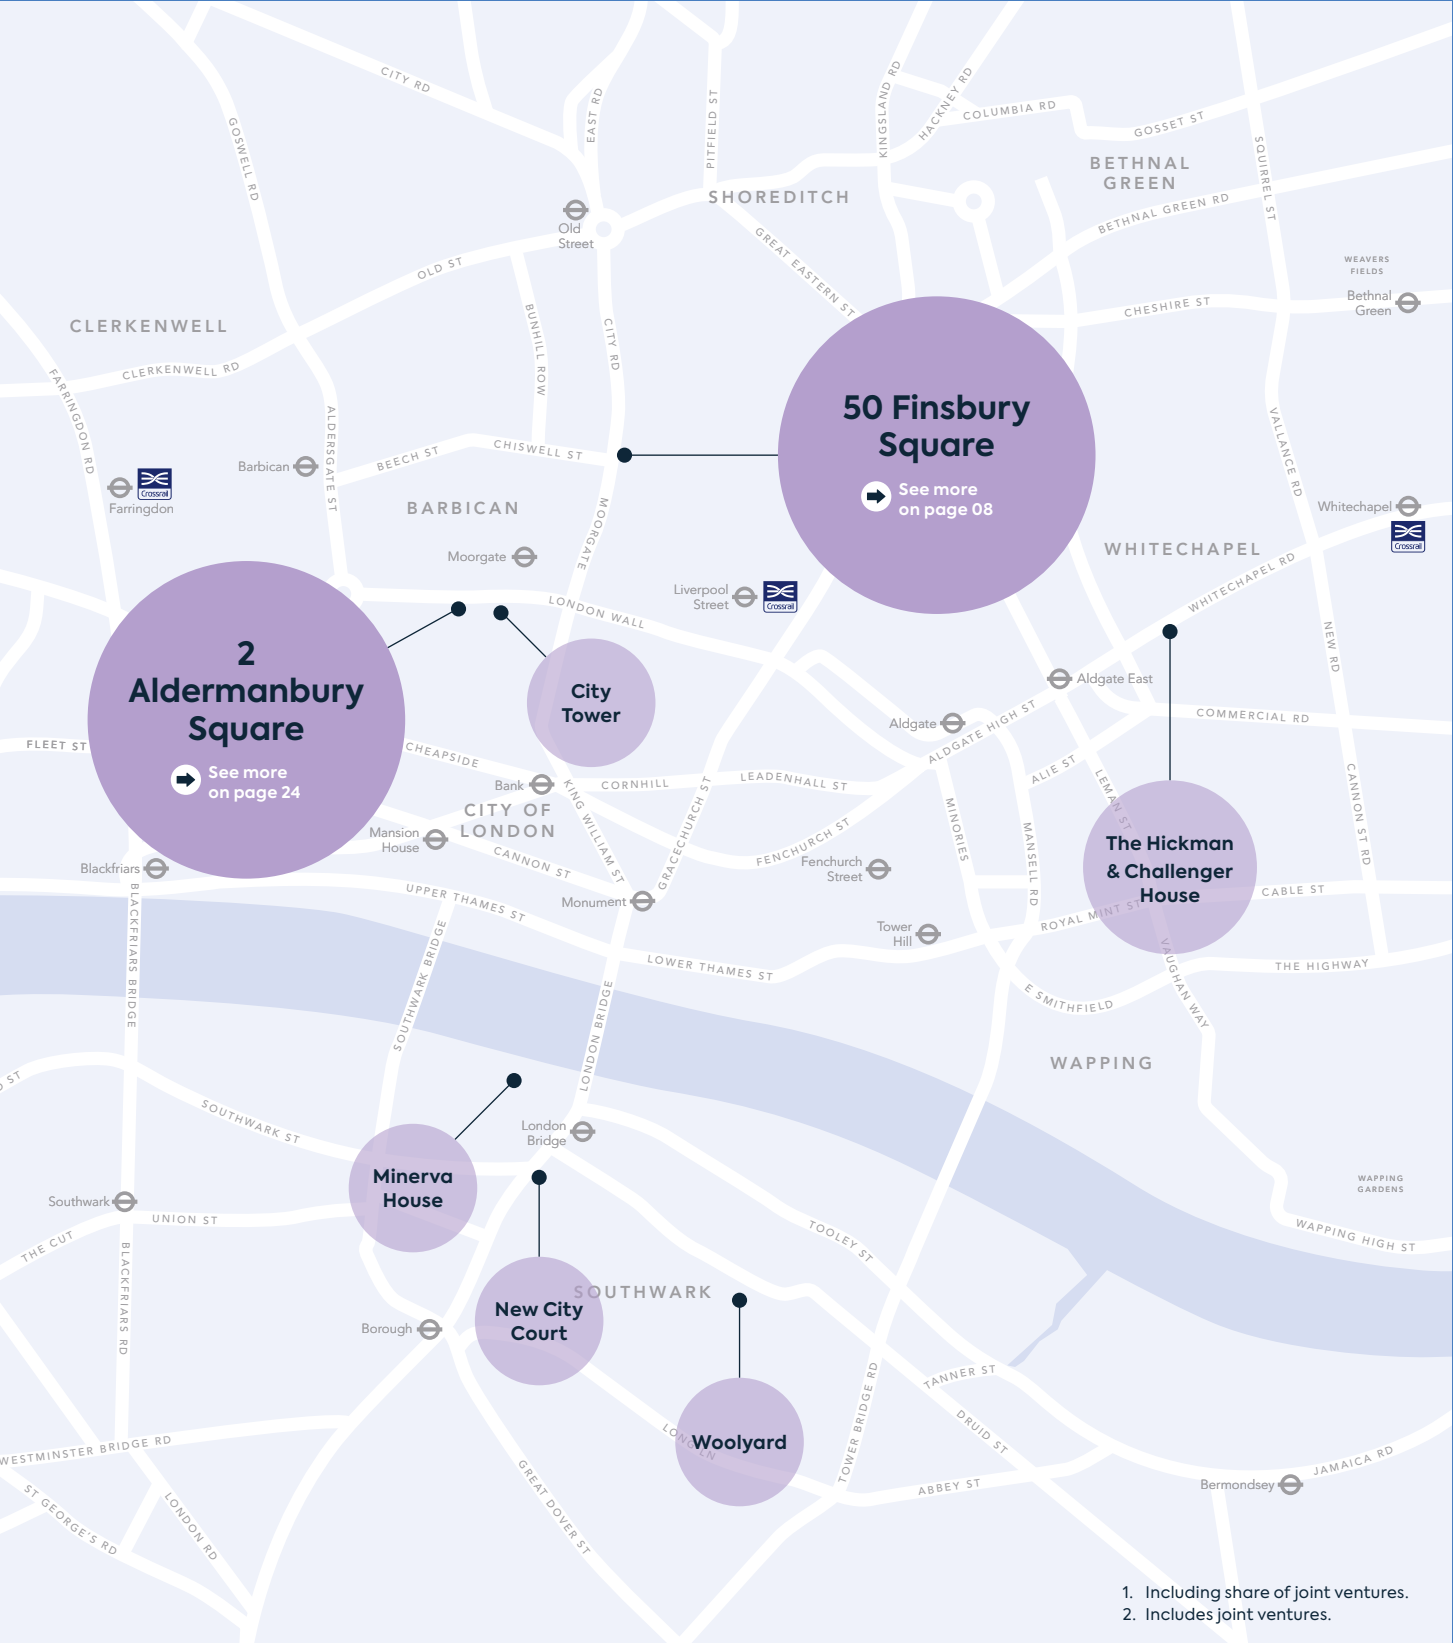 CITY RD
EAST RD
PITFIELD ST
KINGSLAND RD
HACKNEY RD
COLUMBIA RD
GOSSET ST
GOSWELL RD
BETHNAL
GREEN
SQUIRREL ST
SHOREDITCH
BETHNAL GREEN RD
Old
Street
GREAT EASTERN ST
OLD ST
WEAVERS
FIELDS
Bethnal
Green
CHESHIRE ST
CLERKENWELL
BUNHILL ROW
CITY RD
CLERKENWELL RD
FARRINGDON RD
ALDERSGATE ST
50 Finsbury
Square
See more
on page 08
VALLANCE RD
CHISWELL ST
BEECH ST
Barbican
Crossrail
Farringdon
BARBICAN
MOORGATE
Whitechapel
Crossrail
WHITECHAPEL
Moorgate
WHITECHAPEL RD
Liverpool
Street
Crossrail
LONDON WALL
NEW RD
2
Aldermanbury
Square
See more
on page 24
City
Tower
Aldgate East
COMMERCIAL RD
Aldgate
ALDGATE HIGH ST
FLEET ST
CHEAPSIDE
ALIE ST
LEMAN ST
CANNON ST RD
Bank
CORNHILL
LEADENHALL ST
KING WILLIAM ST
GRACECHURCH ST
CITY OF
LONDON
MINORIES
MANSELL RD
Mansion
House
FENCHURCH ST
The Hickman
& Challenger
House
CANNON ST
Fenchurch
Street
Blackfriars
UPPER THAMES ST
Monument
CABLE ST
ROYAL MINT ST
BLACKFRIARS BRIDGE
SOUTHWARK BRIDGE
Tower
Hill
LOWER THAMES ST
THE HIGHWAY
VAUGHAN WAY
E SMITHFIELD
LONDON BRIDGE
WAPPING
D ST
SOUTHWARK ST
London
Bridge
Minerva
House
WAPPING
GARDENS
Southwark
UNION ST
THE CUT
TOOLEY ST
WAPPING HIGH ST
BLACKFRIARS RD
SOUTHWARK
New City
Court
Borough
TANNER ST
TOWER BRIDGE RD
DRUID ST
LONG LN
Woolyard
WESTMINSTER BRIDGE RD
GREAT DOVER ST
JAMAICA RD
Bermondsey
ABBEY ST
ST GEORGE'S RD
LONDON RD
1. Including share of joint ventures.
2. Includes joint ventures.